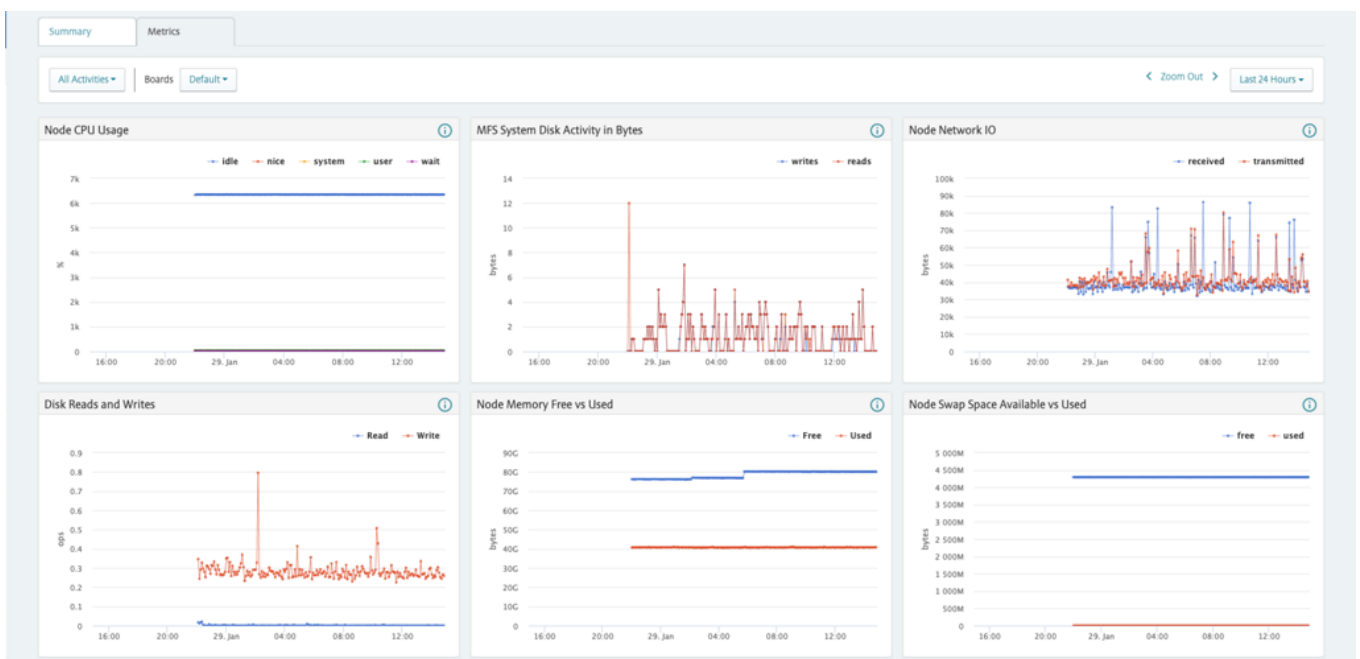 Summary Metrics
All Activities Boards Default Zoom Out Last 24 Hours
Node CPU Usage
idle nice system user wait
7k
6k
5k
4k
3k
2k
1k
0
%
16:00 20:00 29. Jan 04:00 08:00 12:00
MFS System Disk Activity in Bytes
writes reads
14
12
10
8
6
4
2
0
bytes
16:00 20:00 29. Jan 04:00 08:00 12:00
Node Network IO
received transmitted
100k
90k
80k
70k
60k
50k
40k
30k
20k
10k
0
bytes
16:00 20:00 29. Jan 04:00 08:00 12:00
Disk Reads and Writes
Read Write
0.9
0.8
0.7
0.6
0.5
0.4
0.3
0.2
0.1
0
ops
16:00 20:00 29. Jan 04:00 08:00 12:00
Node Memory Free vs Used
Free Used
90G
80G
70G
60G
50G
40G
30G
20G
10G
0
bytes
16:00 20:00 29. Jan 04:00 08:00 12:00
Node Swap Space Available vs Used
free used
5 000M
4 500M
4 000M
3 500M
3 000M
2 500M
2 000M
1 500M
1 000M
500M
0
bytes
16:00 20:00 29. Jan 04:00 08:00 12:00